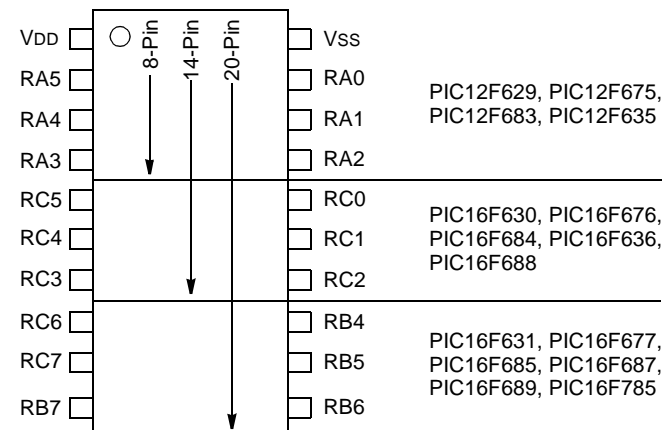 VDD
RA5
RA4
RA3
RC5
RC4
RC3
RC6
RC7
RB7
8-Pin
14-Pin
20-Pin
VSS
RA0
RA1
RA2
RC0
RC1
RC2
RB4
RB5
RB6
PIC12F629, PIC12F675,
PIC12F683, PIC12F635
PIC16F630, PIC16F676,
PIC16F684, PIC16F636,
PIC16F688
PIC16F631, PIC16F677,
PIC16F685, PIC16F687,
PIC16F689, PIC16F785